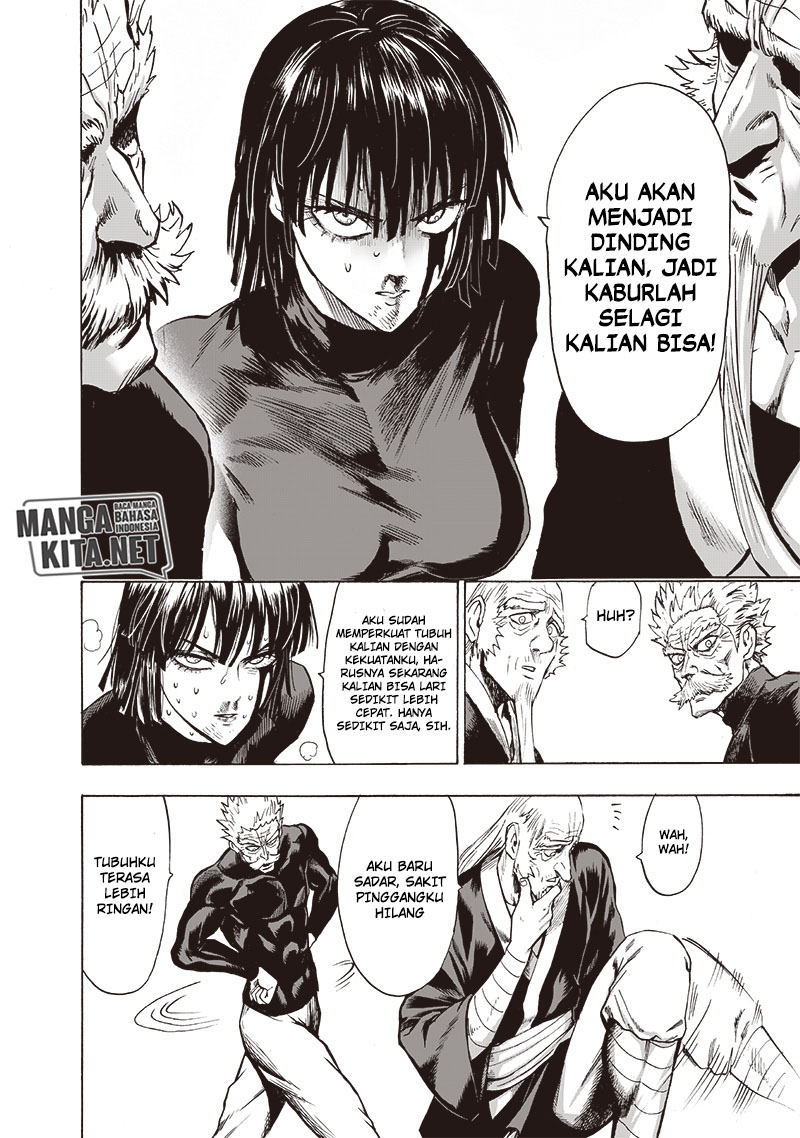 AKU AKAN
MENJADI
DINDING
KALIAN, JADI
KABURLAH
SELAGI
KALIAN BISA!
MANGA
KITA.NET
BACA MANGA
BAHASA
INDONESIA
HUH?
AKU SUDAH
MEMPERKUAT TUBUH
KALIAN DENGAN
KEKUATANKU, HA-
RUSNYA SEKARANG
KALIAN BISA LARI
SEDIKIT LEBIH
CEPAT. HANYA
SEDIKIT SAJA, SIH.
WAH,
WAH!
AKU BARU
SADAR, SAKIT
PINGGANGKU
HILANG
TUBUHKU
TERASA
LEBIH
RINGAN!